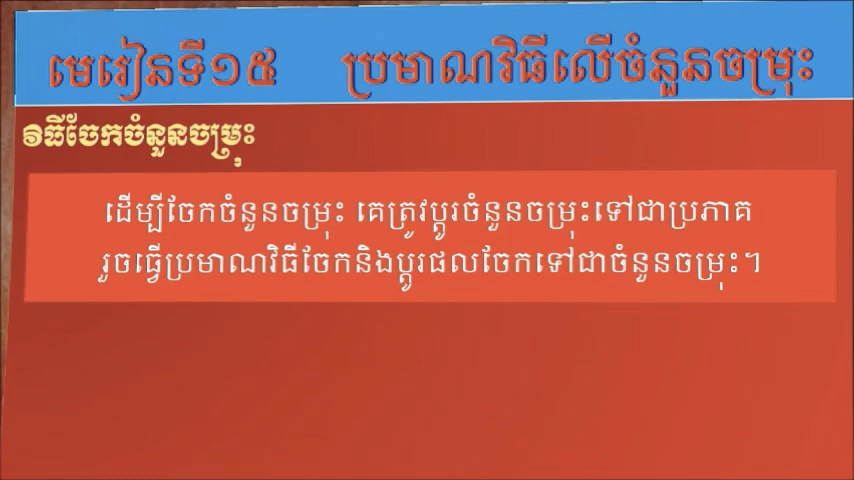 មេរៀនទី១៥ ប្រមាណវិធីលើចំនួនចម្រុះ
វិធីចែកចំនួនចម្រុះ
ដើម្បីចែកចំនួនចម្រុះ គេត្រូវប្តូរចំនួនចម្រុះទៅជាប្រភាគ
រួចធ្វើប្រមាណវិធីចែកនិងប្តូរផលចែកទៅជាចំនួនចម្រុះ។